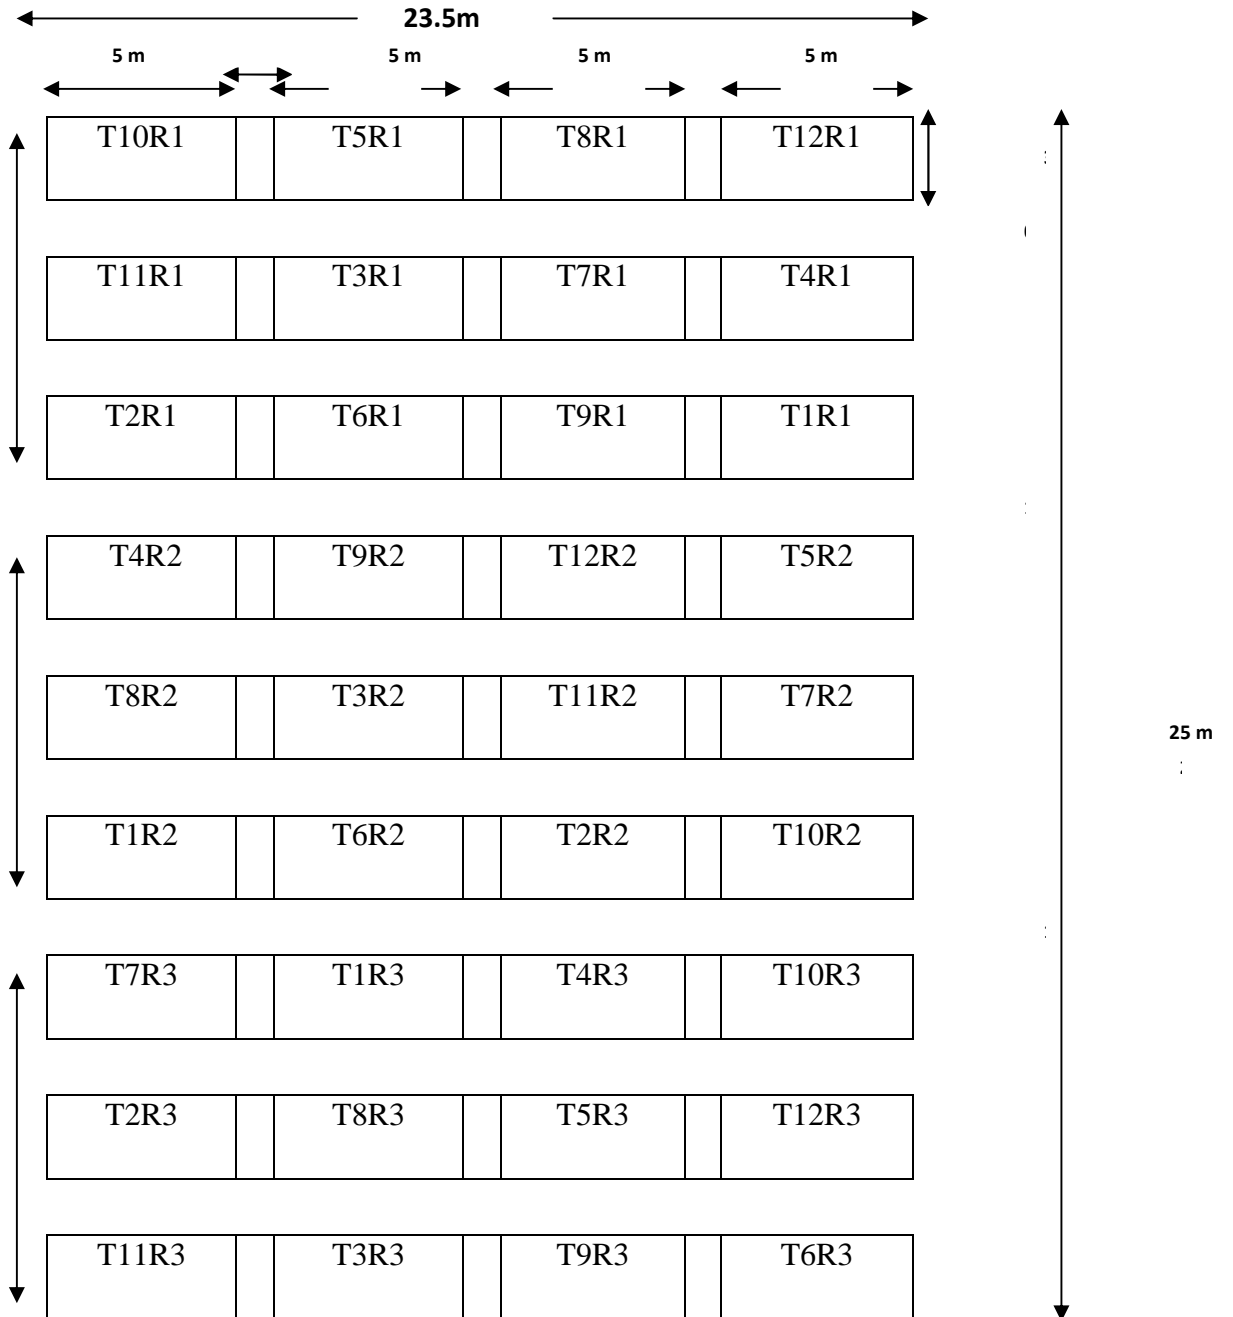 23.5m
5 m 5 m 5 m 5 m
T10R1 T5R1 T8R1 T12R1
T11R1 T3R1 T7R1 T4R1
T2R1 T6R1 T9R1 T1R1
T4R2 T9R2 T12R2 T5R2
T8R2 T3R2 T11R2 T7R2
25 m
T1R2 T6R2 T2R2 T10R2
T7R3 T1R3 T4R3 T10R3
T2R3 T8R3 T5R3 T12R3
T11R3 T3R3 T9R3 T6R3